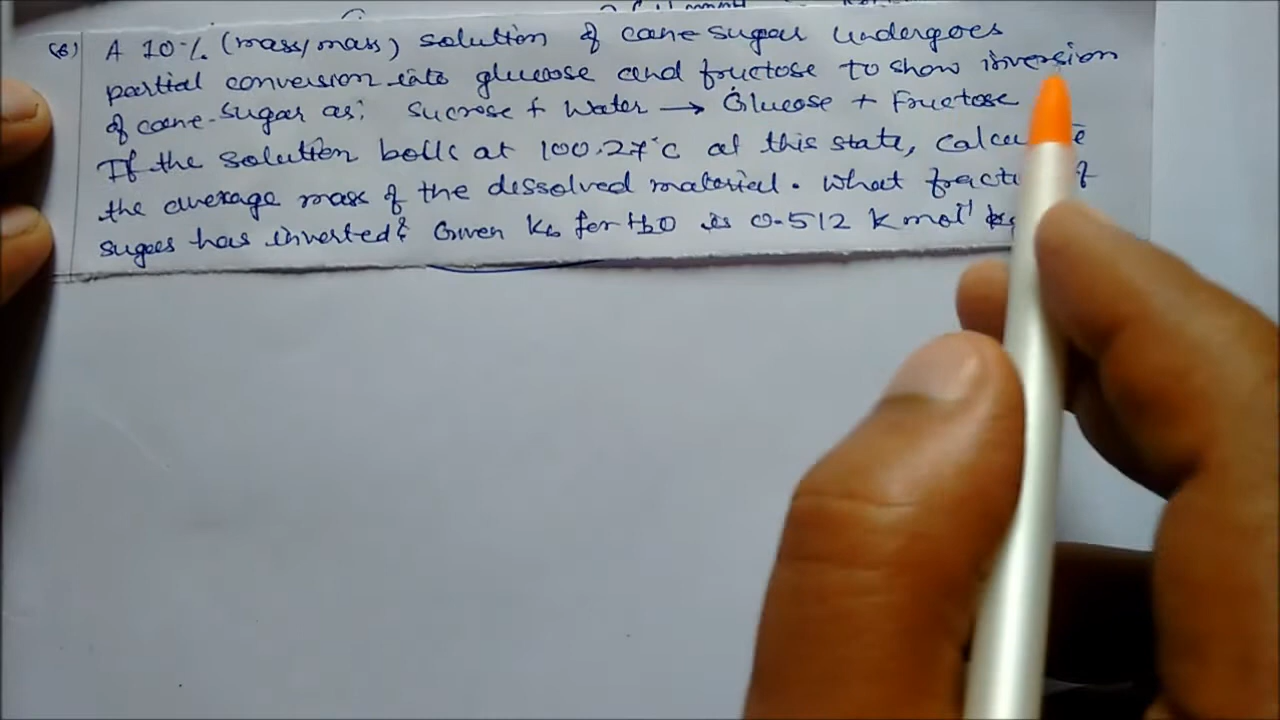 (6) A 10% (mass/mass) solution of cane sugar undergoes
partial conversion into glucose and fructose to show inversion
of cane-sugar as: Sucrose + Water → Glucose + Fructose
If the solution boils at 100.27°C at this state,
the average mass of the dissolved material. What of
sugar has inverted? Given Kb for H2O is 0.512 K mol-1